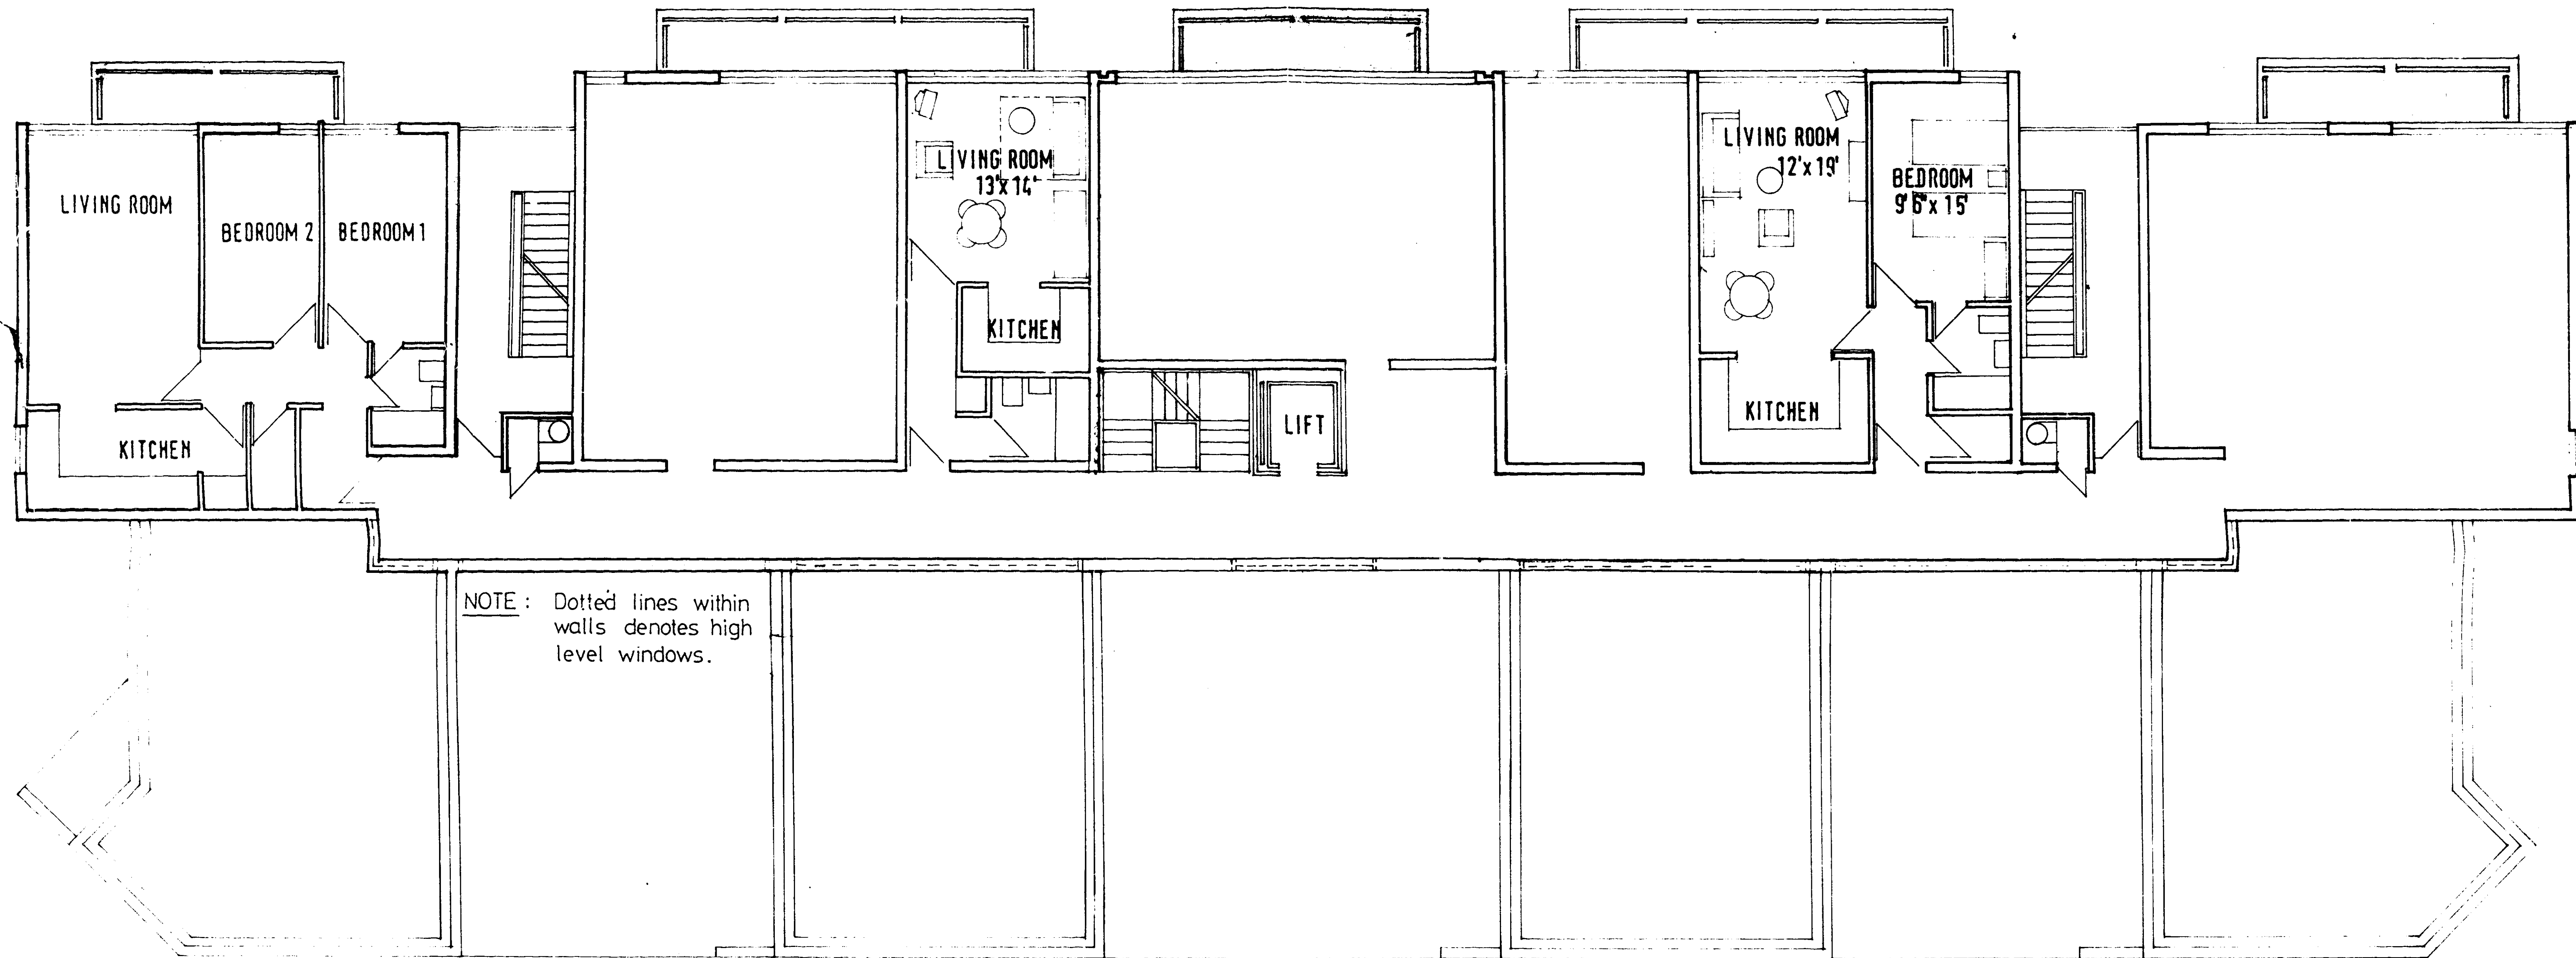 LIVING ROOM
BEDROOM 2
BEDROOM 1
KITCHEN
LIVING ROOM
13'x 14'
KITCHEN
LIFT
LIVING ROOM
12'x 19'
BEDROOM
9'6"x 15'
KITCHEN
NOTE : Dotted lines within
walls denotes high
level windows.